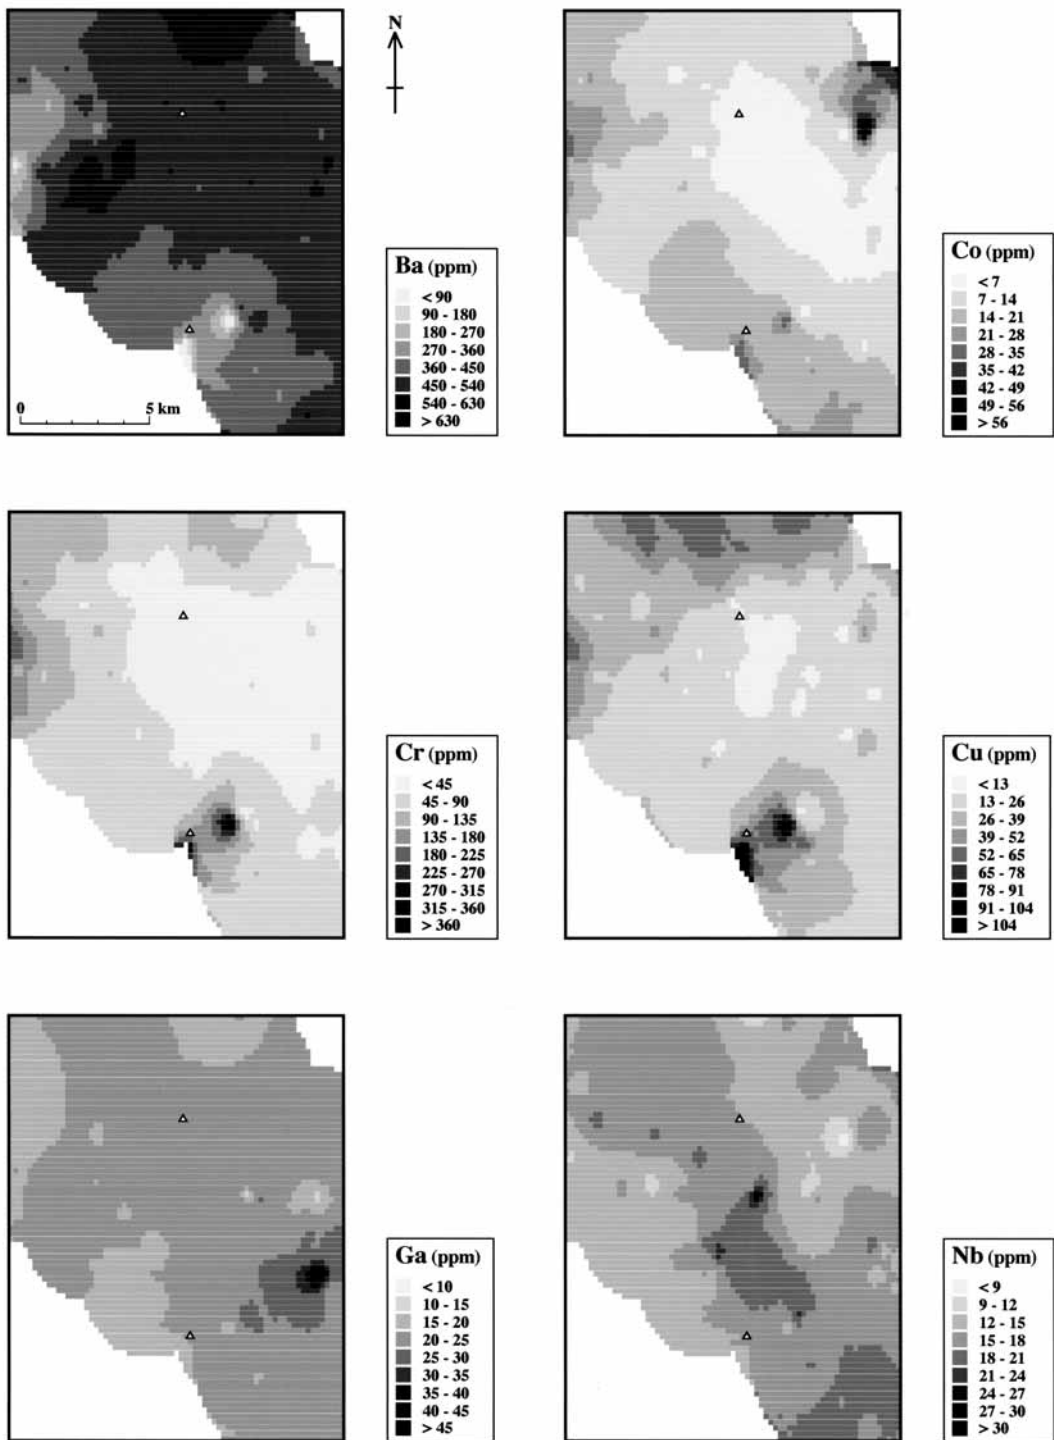 N
Ba (ppm)
< 90
90 - 180
180 - 270
270 - 360
360 - 450
450 - 540
540 - 630
> 630
0 5 km
Co (ppm)
< 7
7 - 14
14 - 21
21 - 28
28 - 35
35 - 42
42 - 49
49 - 56
> 56
Cr (ppm)
< 45
45 - 90
90 - 135
135 - 180
180 - 225
225 - 270
270 - 315
315 - 360
> 360
Cu (ppm)
< 13
13 - 26
26 - 39
39 - 52
52 - 65
65 - 78
78 - 91
91 - 104
> 104
Ga (ppm)
< 10
10 - 15
15 - 20
20 - 25
25 - 30
30 - 35
35 - 40
40 - 45
> 45
Nb (ppm)
< 9
9 - 12
12 - 15
15 - 18
18 - 21
21 - 24
24 - 27
27 - 30
> 30